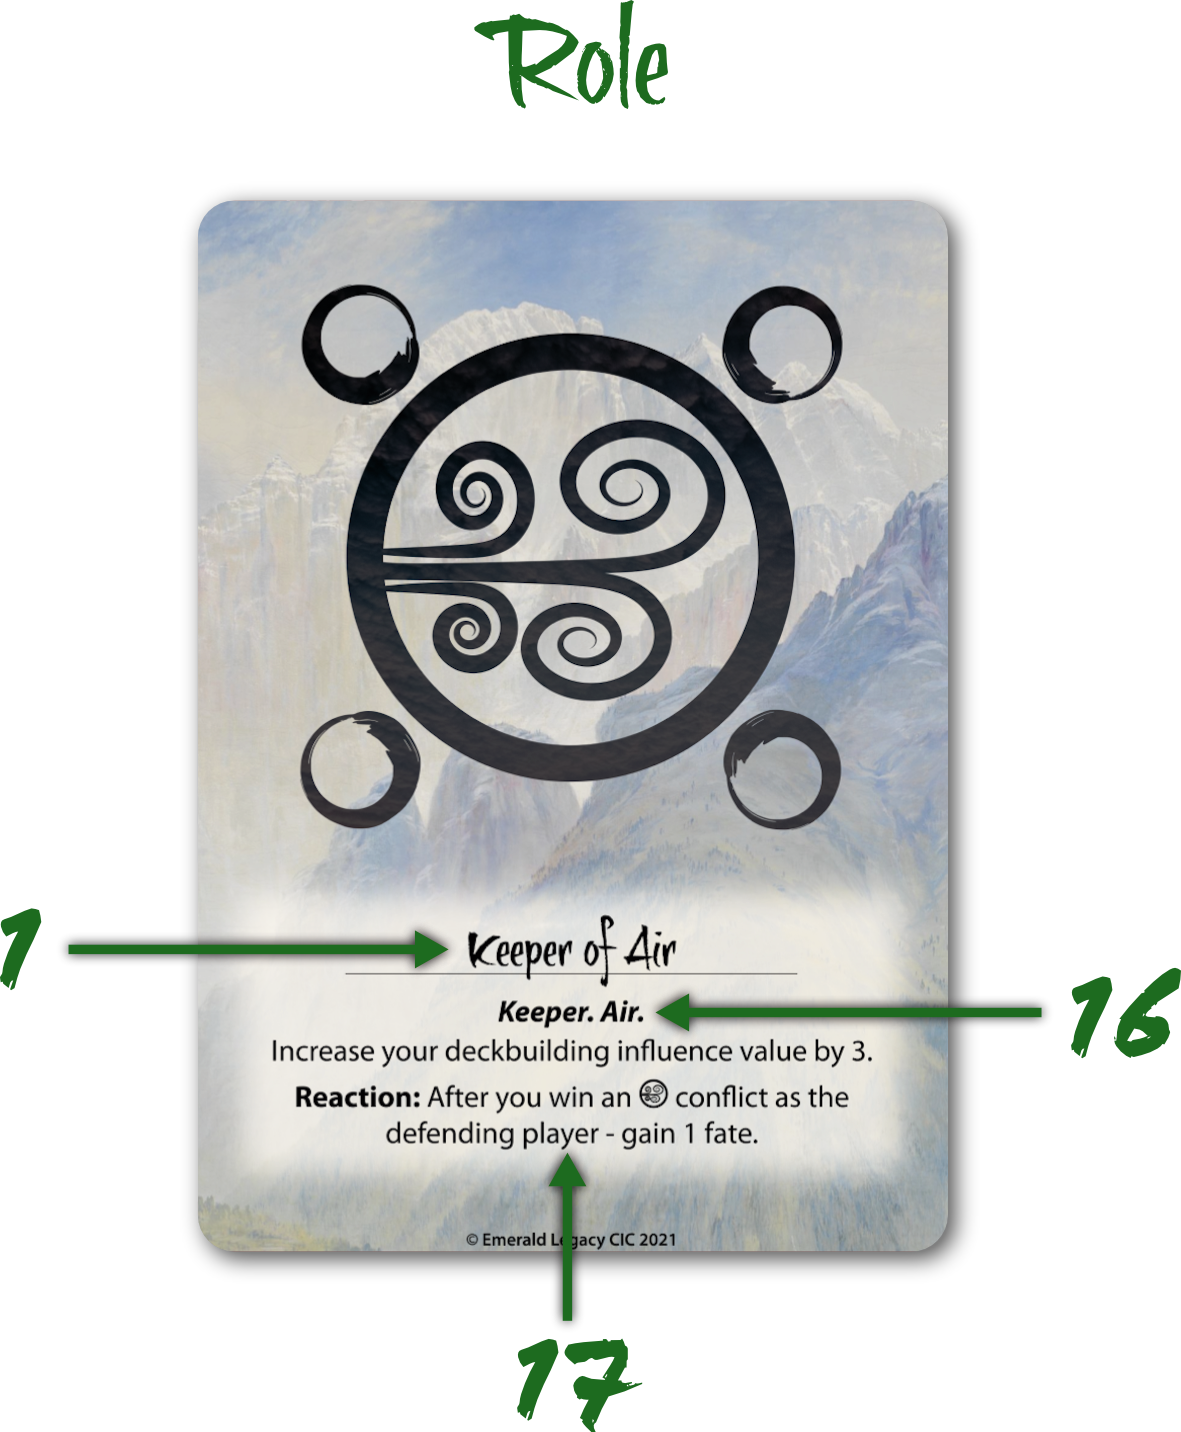 Role
1
Keeper of Air
Keeper. Air.
16
Increase your deckbuilding influence value by 3.
Reaction: After you win an conflict as the
defending player - gain 1 fate.
© Emerald Legacy CIC 2021
17